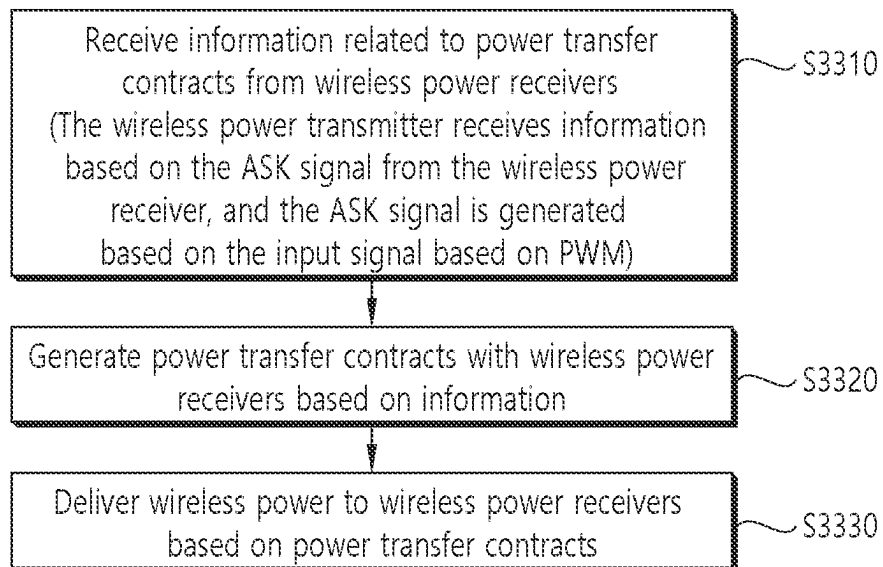 Receive information related to power transfer
contracts from wireless power receivers
(The wireless power transmitter receives information
based on the ASK signal from the wireless power
receiver, and the ASK signal is generated
based on the input signal based on PWM)
S3310
Generate power transfer contracts with wireless power
receivers based on information
S3320
Deliver wireless power to wireless power receivers
based on power transfer contracts
S3330